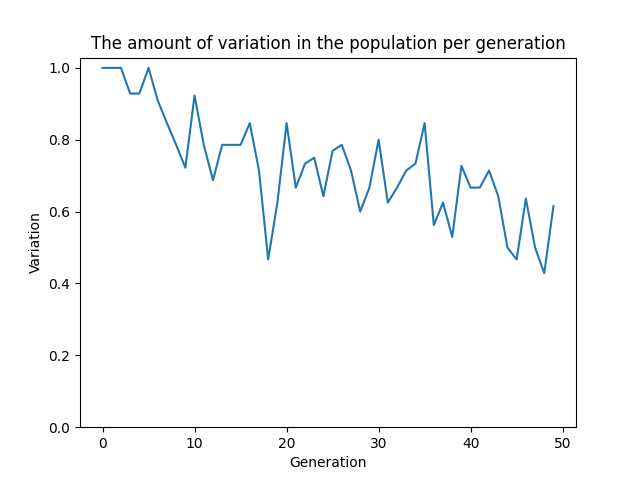 The amount of variation in the population per generation
1.0
0.8
0.6
0.4
0.2
0.0
Variation
0 10 20 30 40 50
Generation